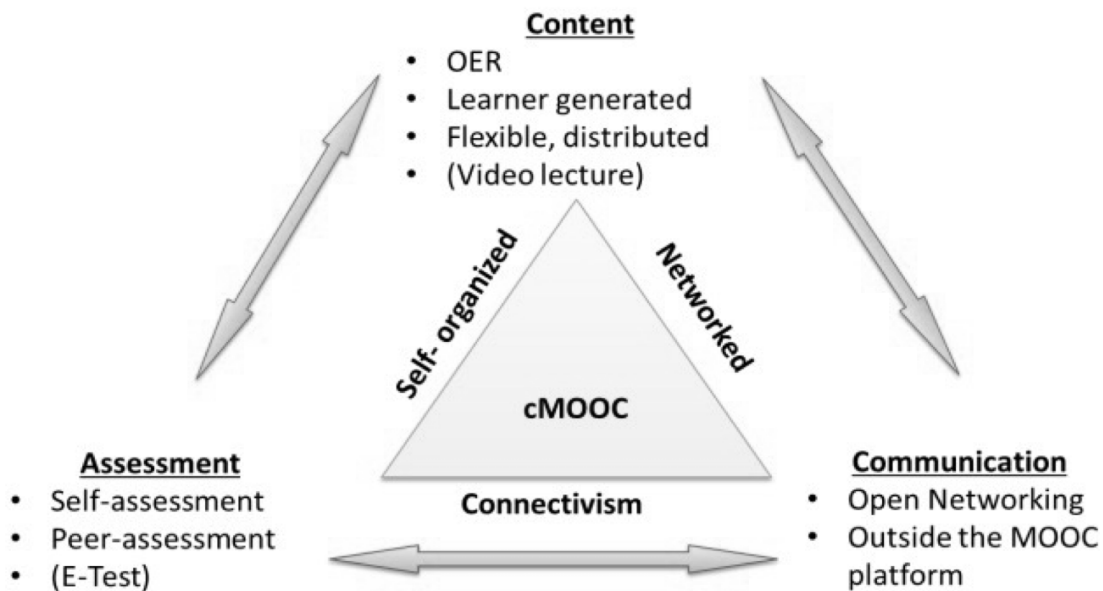 Content
• OER
• Learner generated
• Flexible, distributed
• (Video lecture)
Self- organized
Networked
cMOOC
Connectivism
Assessment
• Self-assessment
• Peer-assessment
• (E-Test)
Communication
• Open Networking
• Outside the MOOC
platform